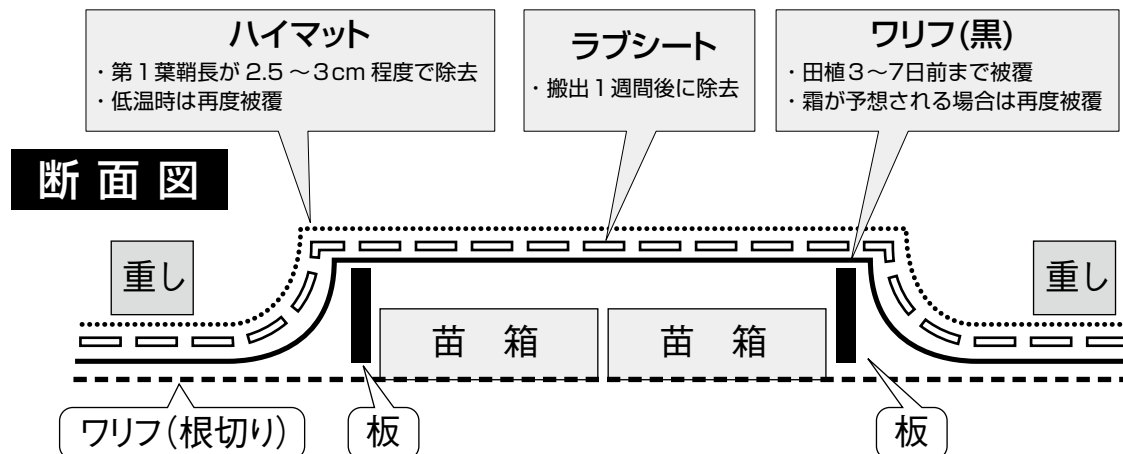 ハイマット
・第1葉鞘長が 2.5 ～ 3cm 程度で除去
・低温時は再度被覆
ラブシート
・搬出1週間後に除去
ワリフ(黒)
・田植3～7日前まで被覆
・霜が予想される場合は再度被覆
断面図
重し
重し
苗箱
苗箱
ワリフ(根切り)
板
板